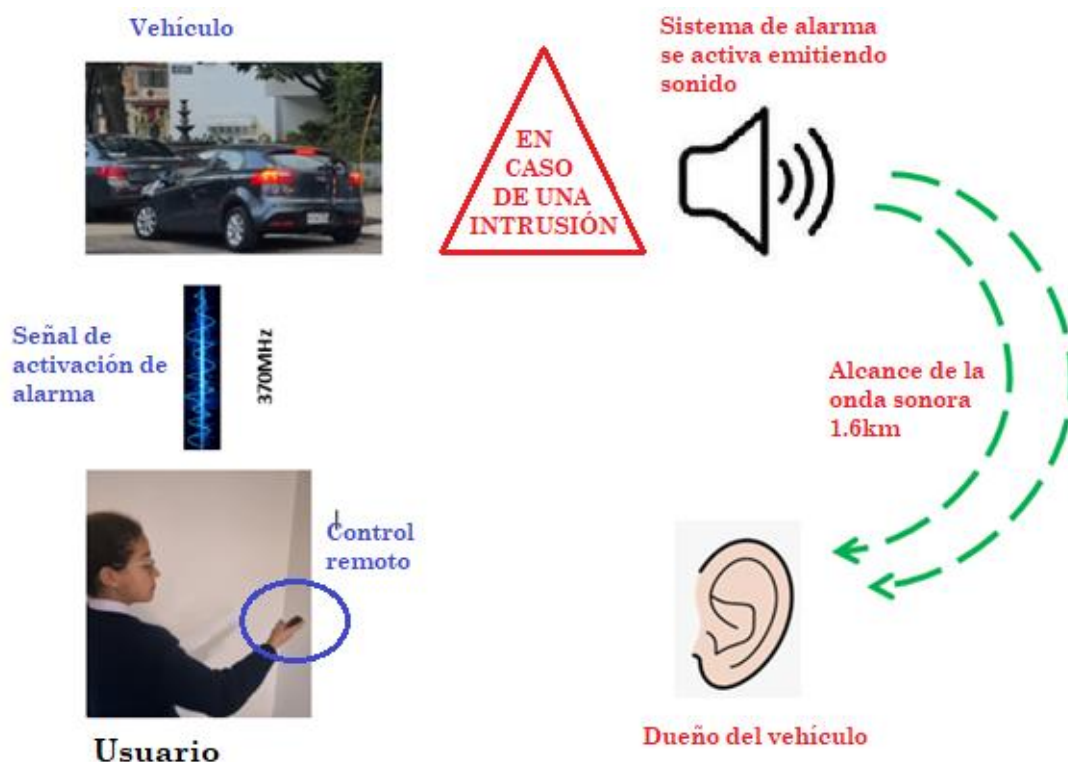 Vehículo
Sistema de alarma
se activa emitiendo
sonido
EN
CASO
DE UNA
INTRUSIÓN
Señal de
activación de
alarma
370MHz
Alcance de la
onda sonora
1.6km
Control
remoto
Usuario
Dueño del vehículo